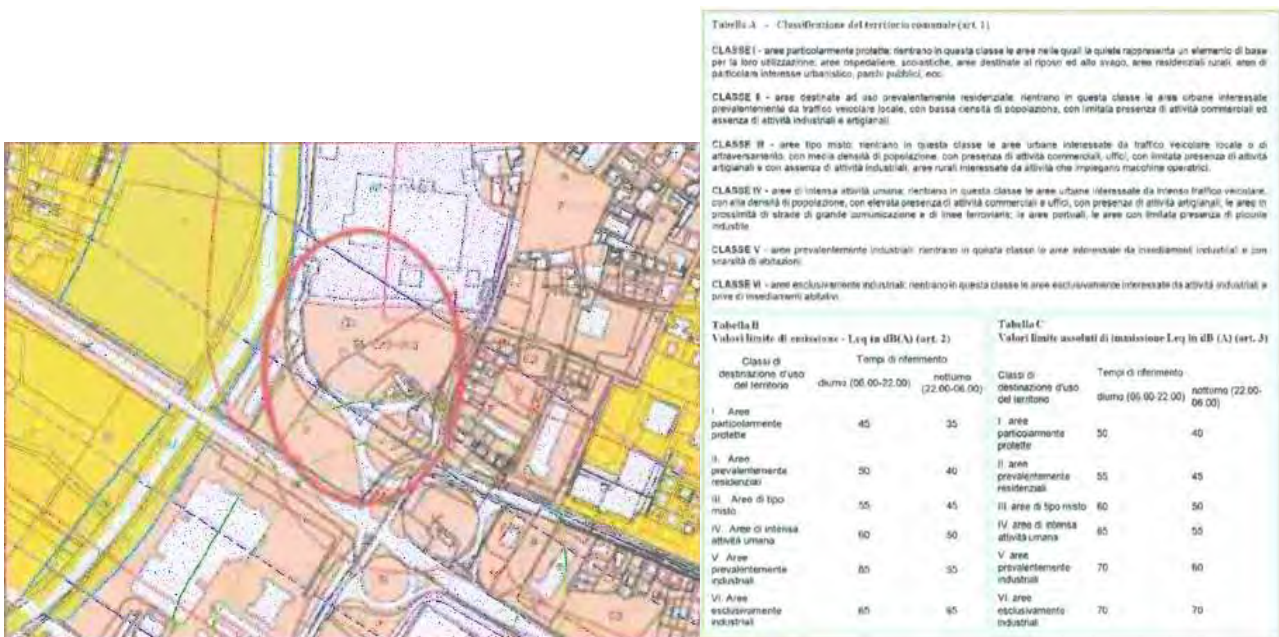 Tabella A - Classificazione del territorio comunale (art. 1)
CLASSE I - aree particolarmente protette: rientrano in questa classe le aree nelle quali la quiete rappresenta un elemento di base
per la loro utilizzazione: aree ospedaliere, scolastiche, aree destinate al riposo ed allo svago, aree residenziali rurali, aree di
particolare interesse urbanistico, parchi pubblici, ecc.
CLASSE II - aree destinate ad uso prevalentemente residenziale: rientrano in questa classe le aree urbane interessate
prevalentemente da traffico veicolare locale, con bassa densità di popolazione, con limitata presenza di attività commerciali ed
assenza di attività industriali e artigianali
CLASSE III - aree tipo misto: rientrano in questa classe le aree urbane interessate da traffico veicolare locale o di
attraversamento, con media densità di popolazione, con presenza di attività commerciali, uffici, con limitata presenza di attività
artigianali e con assenza di attività industriali; aree rurali interessate da attività che impiegano macchine operatrici.
CLASSE IV - aree di intensa attività umana: rientrano in questa classe le aree urbane interessate da intenso traffico veicolare,
con alta densità di popolazione, con elevata presenza di attività commerciali e uffici, con presenza di attività artigianali; le aree in
prossimità di strade di grande comunicazione e di linee ferroviarie; le aree portuali, le aree con limitata presenza di piccole
industrie.
CLASSE V - aree prevalentemente industriali: rientrano in questa classe le aree interessate da insediamenti industriali e con
scarsità di abitazioni.
CLASSE VI - aree esclusivamente industriali: rientrano in questa classe le aree esclusivamente interessate da attività industriali e
prive di insediamenti abitativi
Tabella B
Valori limite di emissione - Leq in dB(A) (art. 2)
Classi di
destinazione d'uso
del territorio
Tempi di riferimento
diurno (06.00-22.00)
notturno
(22.00-06.00)
I Aree
particolarmente
protette
45 35
II. Aree
prevalentemente
residenziali
50 40
III. Aree di tipo
misto
55 45
IV. Aree di intensa
attività umana
60 50
V Aree
prevalentemente
industriali
65 55
VI. Aree
esclusivamente
industriali
65 65
Tabella C
Valori limite assoluti di immissione Leq in dB (A) (art. 3)
Classi di
destinazione d'uso
del territorio
Tempi di riferimento
diurno (06.00-22.00)
notturno (22.00-
06.00)
I aree
particolarmente
protette
50 40
II aree
prevalentemente
residenziali
55 45
III aree di tipo misto 60 50
IV aree di intensa
attività umana
65 55
V aree
prevalentemente
industriali
70 60
VI aree
esclusivamente
industriali
70 70